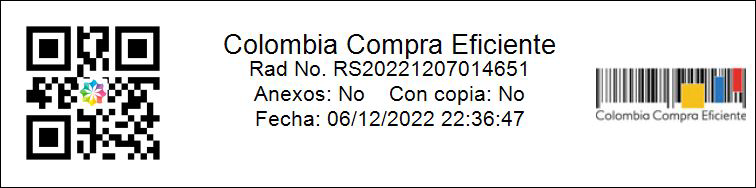 Colombia Compra Eficiente
Rad No. RS20221207014651
Anexos: No    Con copia: No
Fecha: 06/12/2022 22:36:47
Colombia Compra Eficiente